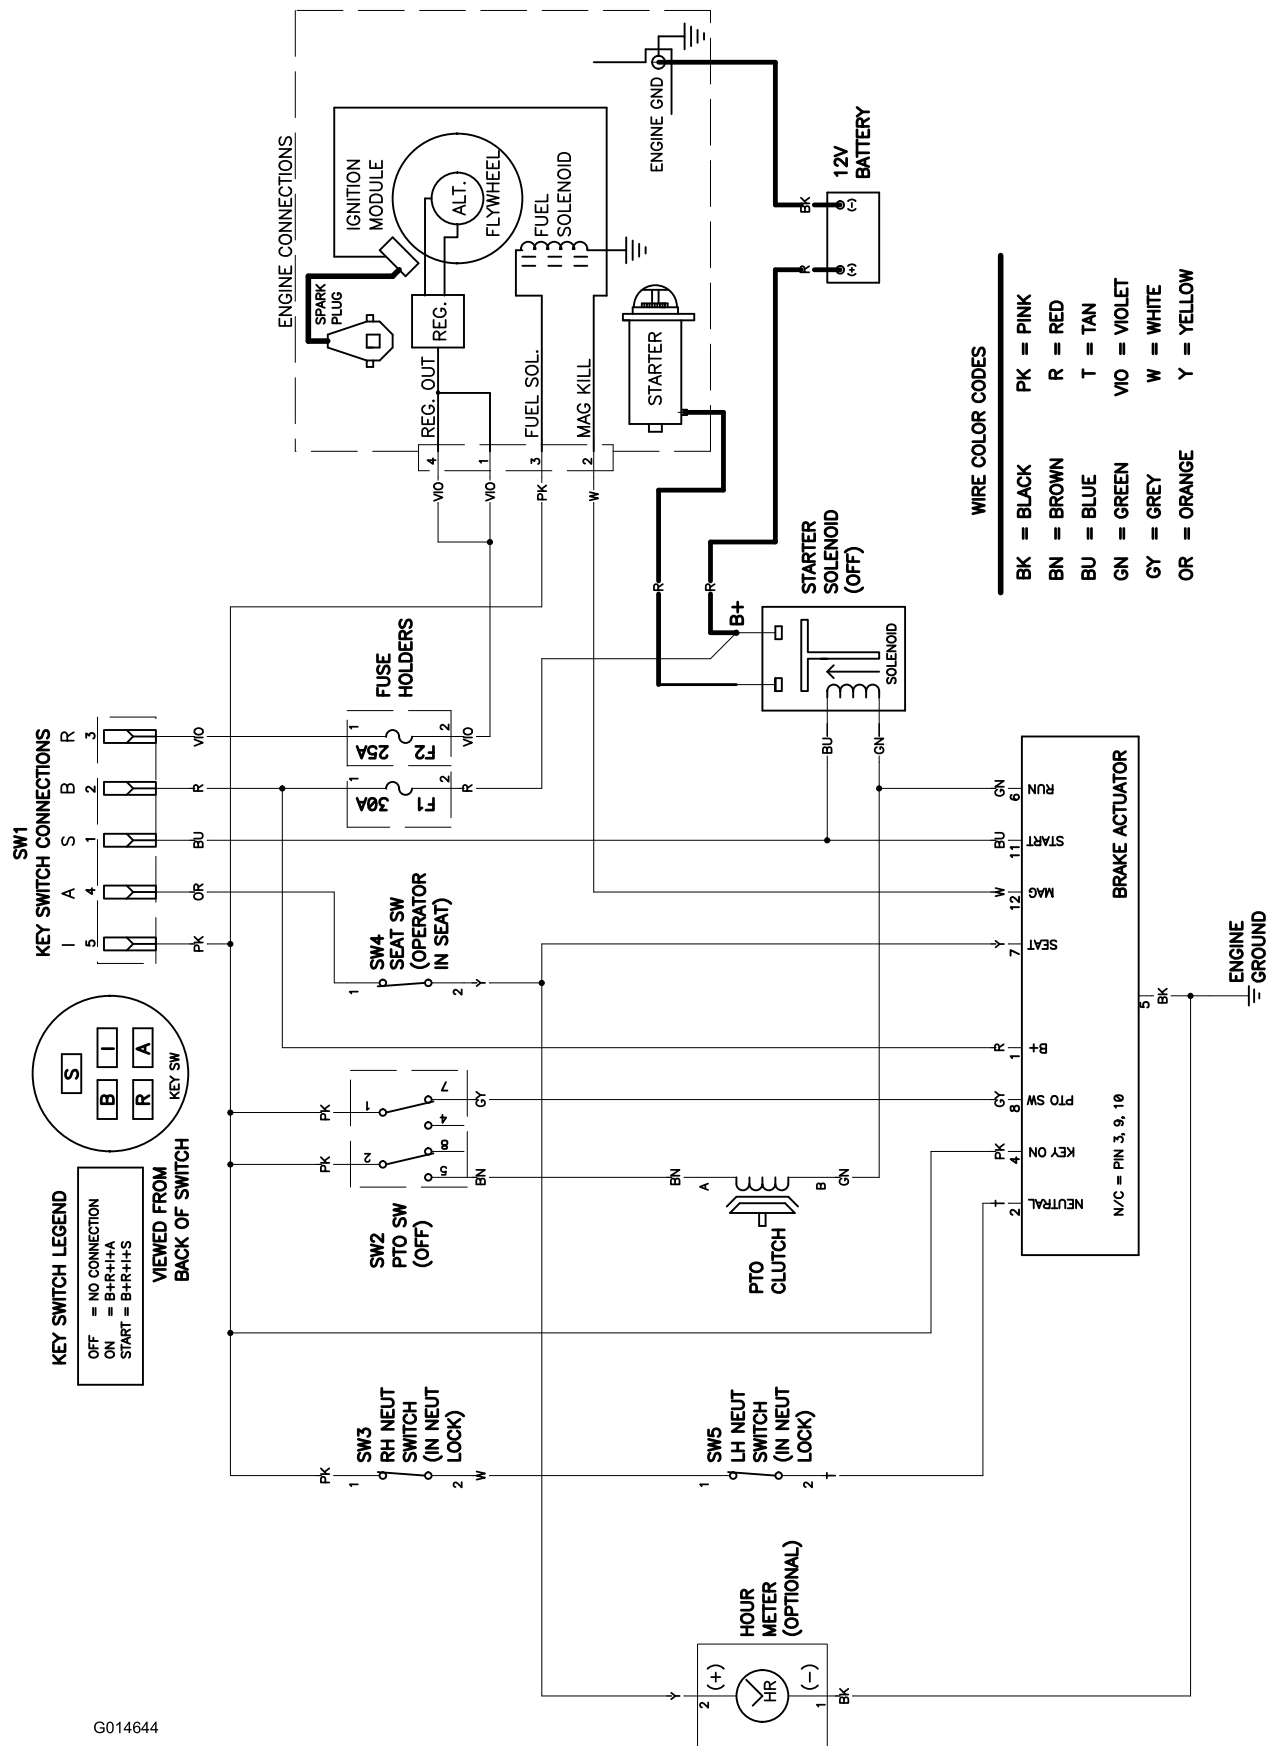 SW1
KEY SWITCH CONNECTIONS
I A S B R
5 4 1 2 3
PK
OR
BU
R
VIO
KEY SWITCH LEGEND
OFF = NO CONNECTION
ON = B+R+I+A
START = B+R+I+S
VIEWED FROM
BACK OF SWITCH
S
B I
R A
KEY SW
FUSE
HOLDERS
1
25A
F2
2
VIO
1
30A
F1
2
R
SW4
SEAT SW
(OPERATOR
IN SEAT)
1
2
Y
SW2
PTO SW
(OFF)
PK
1
7
4
GY
PK
2
8
5
BN
SW3
RH NEUT
SWITCH
(IN NEUT
LOCK)
PK
1
2
W
SW5
LH NEUT
SWITCH
(IN NEUT
LOCK)
1
2
T
PTO
CLUTCH
BN
A
B
GN
HOUR
METER
(OPTIONAL)
Y
2
(+)
HR
(-)
1
BK
ENGINE CONNECTIONS
SPARK
PLUG
IGNITION
MODULE
ALT.
FLYWHEEL
REG.
FUEL
SOLENOID
ENGINE GND
STARTER
REG. OUT
FUEL SOL.
MAG KILL
4
1
3
2
VIO
VIO
PK
W
12V
BATTERY
BK
(-)
R
(+)
STARTER
SOLENOID
(OFF)
R
R
B+
SOLENOID
BU
GN
BRAKE ACTUATOR
GN
6
RUN
BU
11
START
W
12
MAG
Y
7
SEAT
R
1
B+
GY
8
PTO SW
PK
4
KEY ON
T
2
NEUTRAL
N/C = PIN 3, 9, 10
5
BK
ENGINE
GROUND
WIRE COLOR CODES
BK = BLACK PK = PINK
BN = BROWN R = RED
BU = BLUE T = TAN
GN = GREEN VIO = VIOLET
GY = GREY W = WHITE
OR = ORANGE Y = YELLOW
G014644